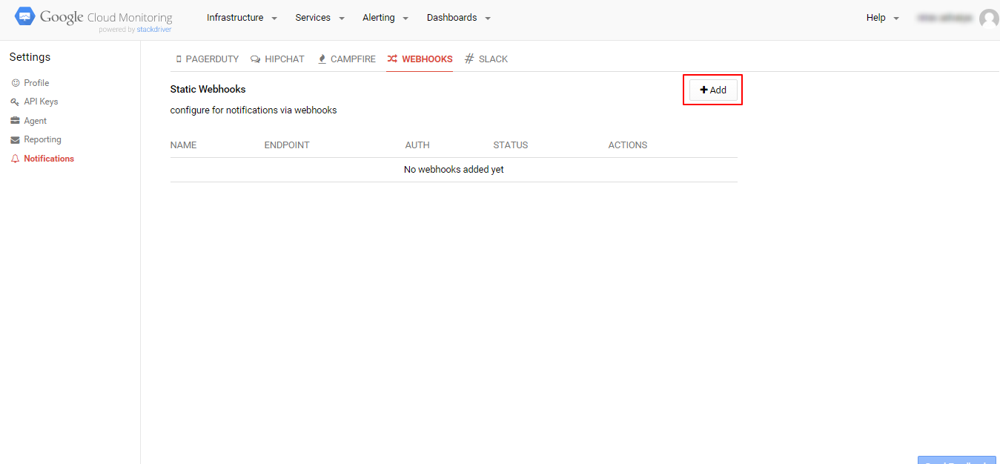 Google Cloud Monitoring
powered by stackdriver
Infrastructure Services Alerting Dashboards Help
Settings
Profile
API Keys
Agent
Reporting
Notifications
PAGERDUTY HIPCHAT CAMPFIRE WEBHOOKS # SLACK
Static Webhooks
+ Add
configure for notifications via webhooks
NAME ENDPOINT AUTH STATUS ACTIONS
No webhooks added yet